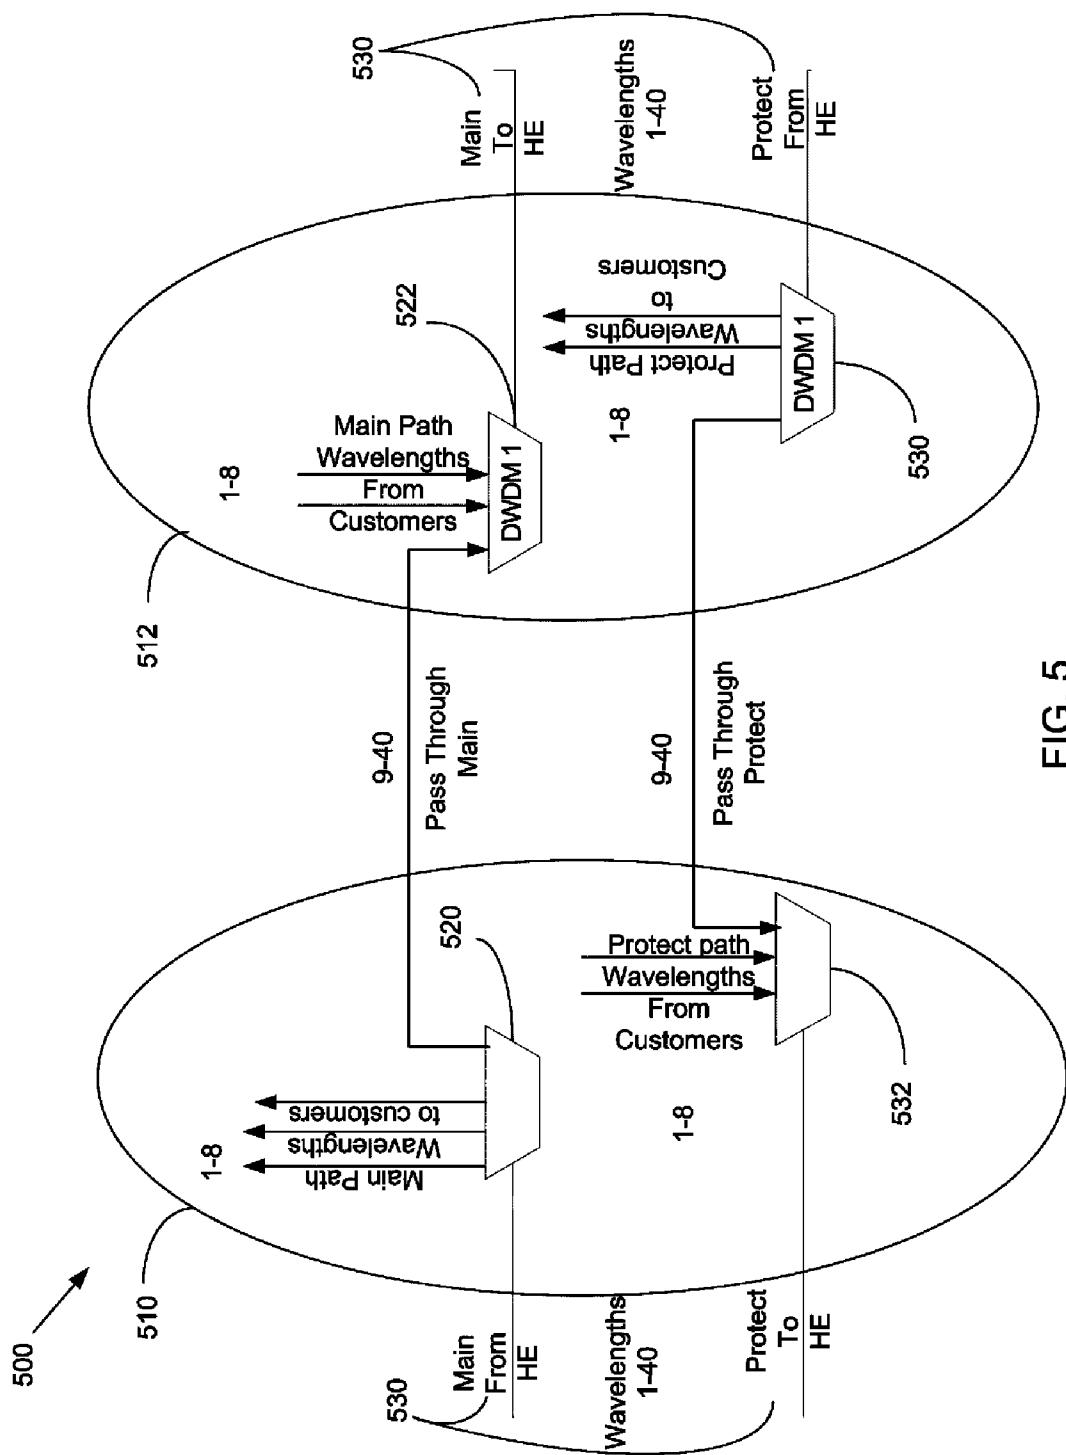 500
510
512
530
Main
From
HE
Wavelengths
1-40
Protect
To
HE
1-8
Main Path
Wavelengths
to customers
520
Protect path
Wavelengths
From
Customers
1-8
532
9-40
Pass Through
Main
9-40
Pass Through
Protect
1-8
Main Path
Wavelengths
From
Customers
DWDM 1
522
1-8
Protect Path
Wavelengths
to
Customers
DWDM 1
530
530
Main
To
HE
Wavelengths
1-40
Protect
From
HE
FIG. 5